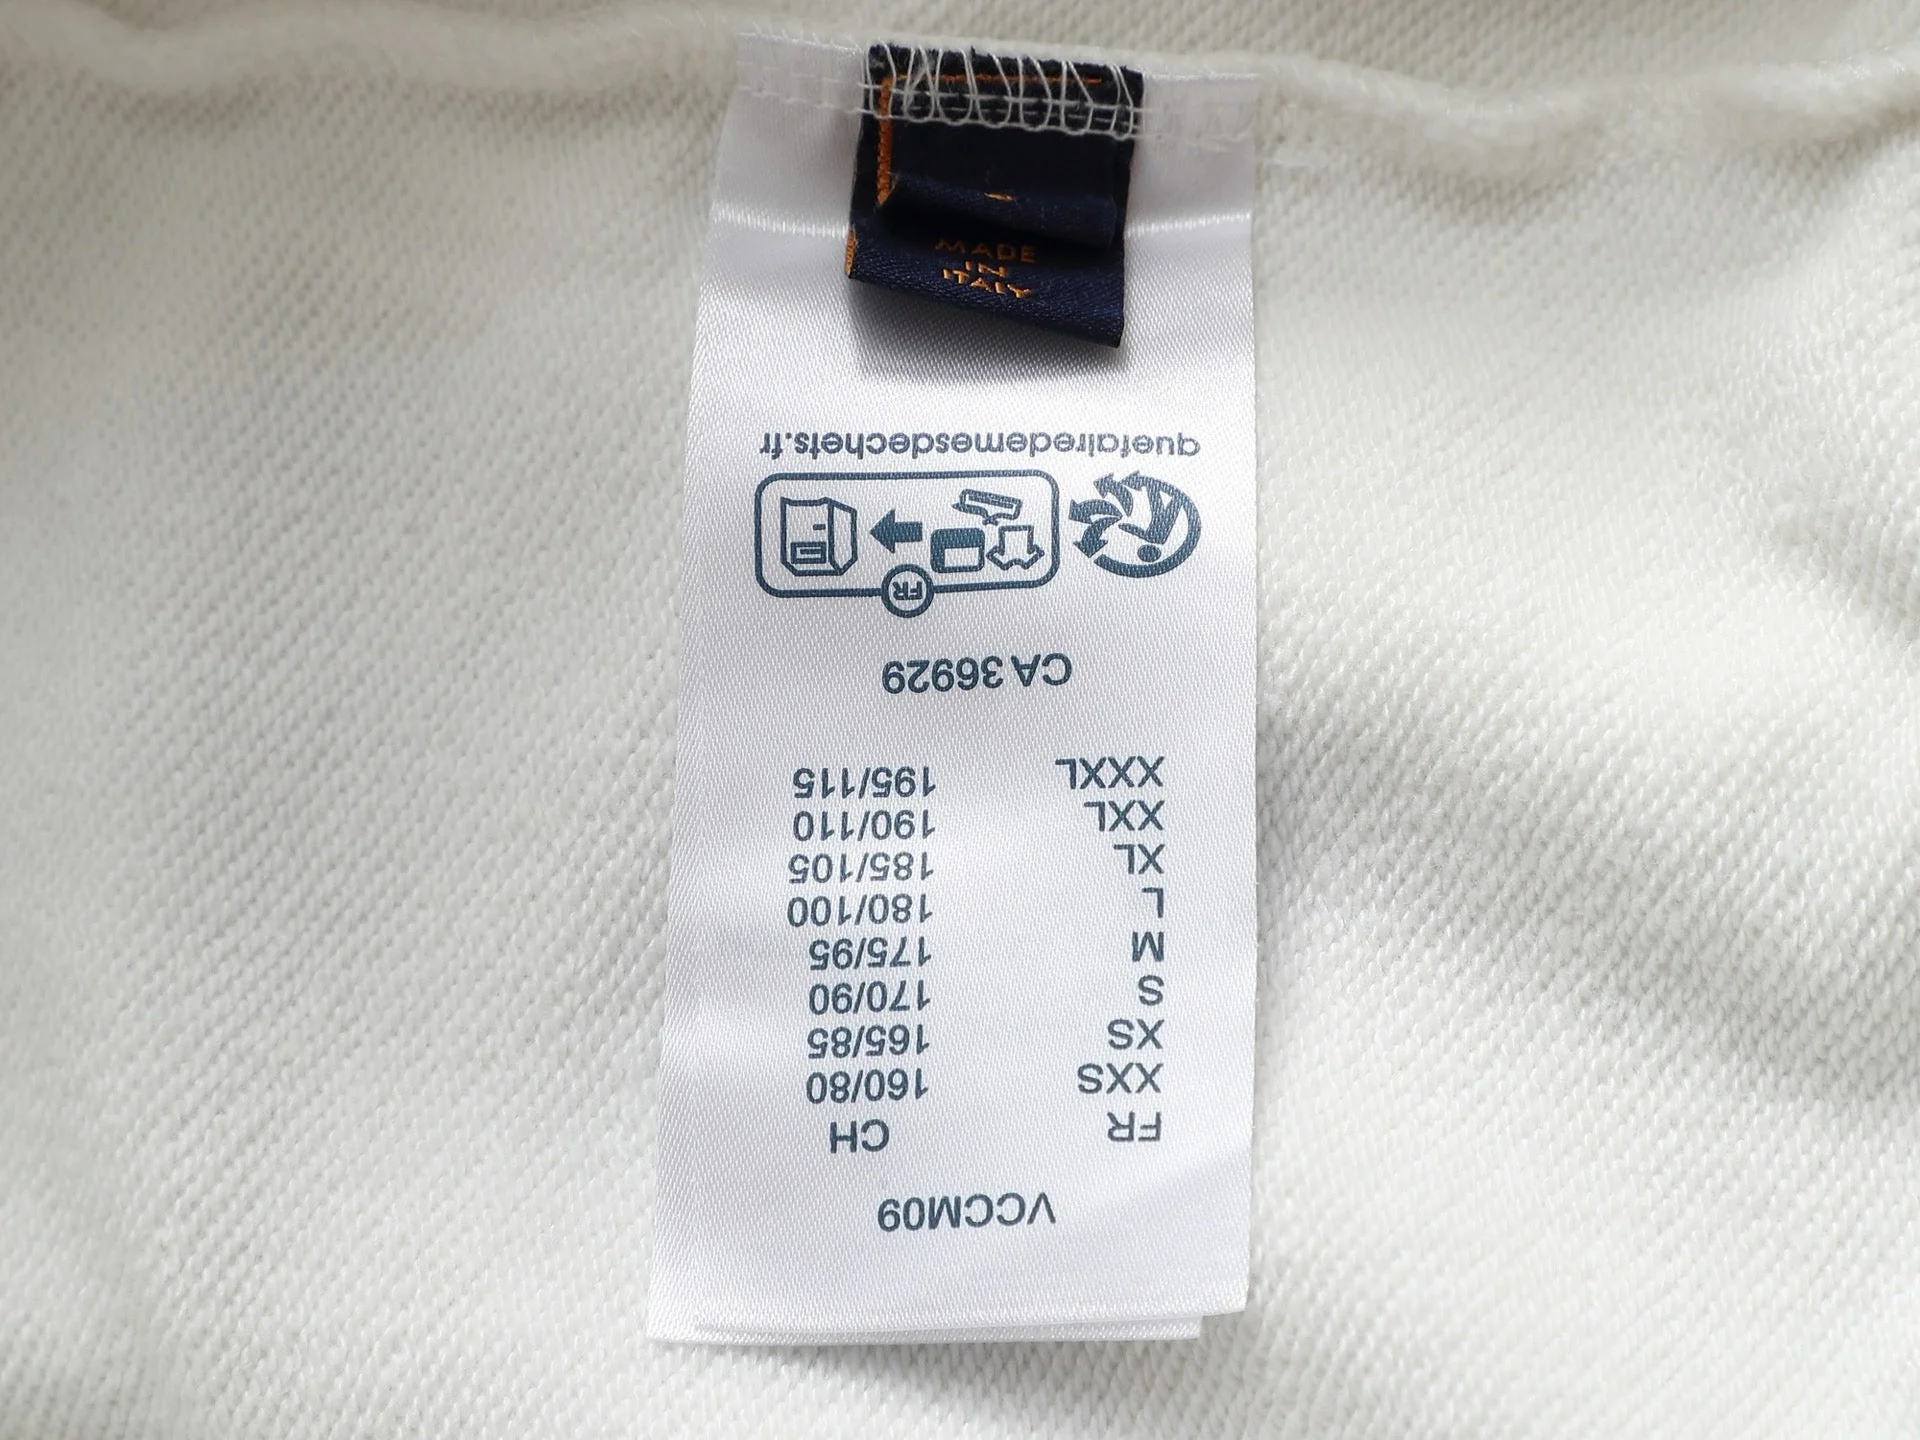 MADE
IN
ITALY
VCCM09
FR CH
XXS 160/80
XS 165/85
S 170/90
M 175/95
L 180/100
XL 185/105
XXL 190/110
XXXL 195/115
CA 36929
FR
quefairedemesdechets.fr